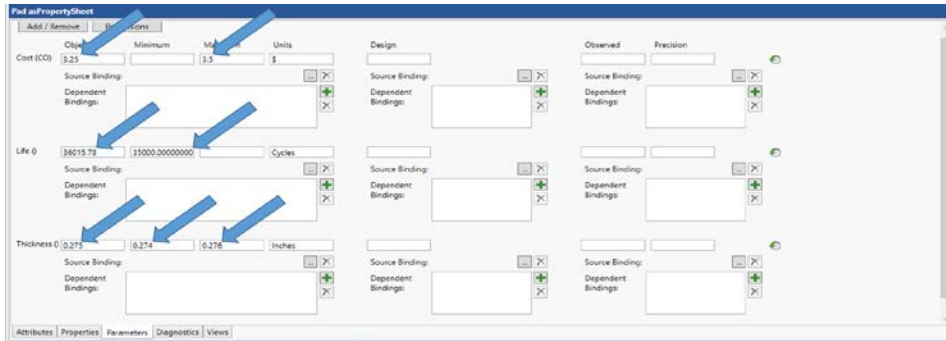 Pad asPropertySheet
Add / Remove
Minimum Units Design Observed Precision
Cost (CO) 3.25 3.5 $
Source Binding: ... Source Binding: ... Source Binding: ...
Dependent Bindings: Dependent Bindings: Dependent Bindings:
Life () 36015.78 35000.00000000 Cycles
Source Binding: ... Source Binding: ... Source Binding: ...
Dependent Bindings: Dependent Bindings: Dependent Bindings:
Thickness () 0.275 0.274 0.276 Inches
Source Binding: ... Source Binding: ... Source Binding: ...
Dependent Bindings: Dependent Bindings: Dependent Bindings:
Attributes Properties Parameters Diagnostics Views